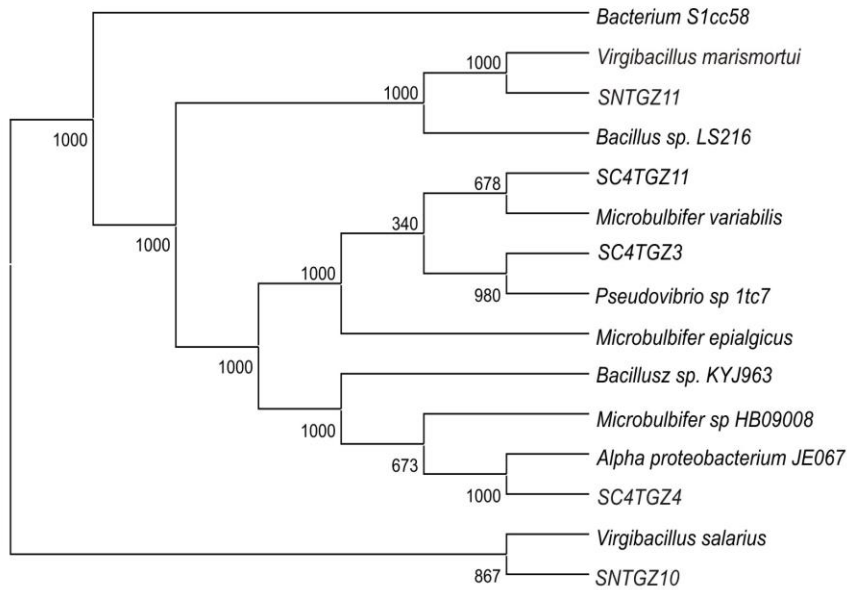 Bacterium S1cc58
Virgibacillus marismortui
1000
SNTGZ11
1000
Bacillus sp. LS216
1000
SC4TGZ11
678
Microbulbifer variabilis
340
1000
SC4TGZ3
1000
Pseudovibrio sp 1tc7
980
Microbulbifer epialgicus
1000
Bacillusz sp. KYJ963
Microbulbifer sp HB09008
1000
Alpha proteobacterium JE067
673
SC4TGZ4
1000
Virgibacillus salarius
867
SNTGZ10